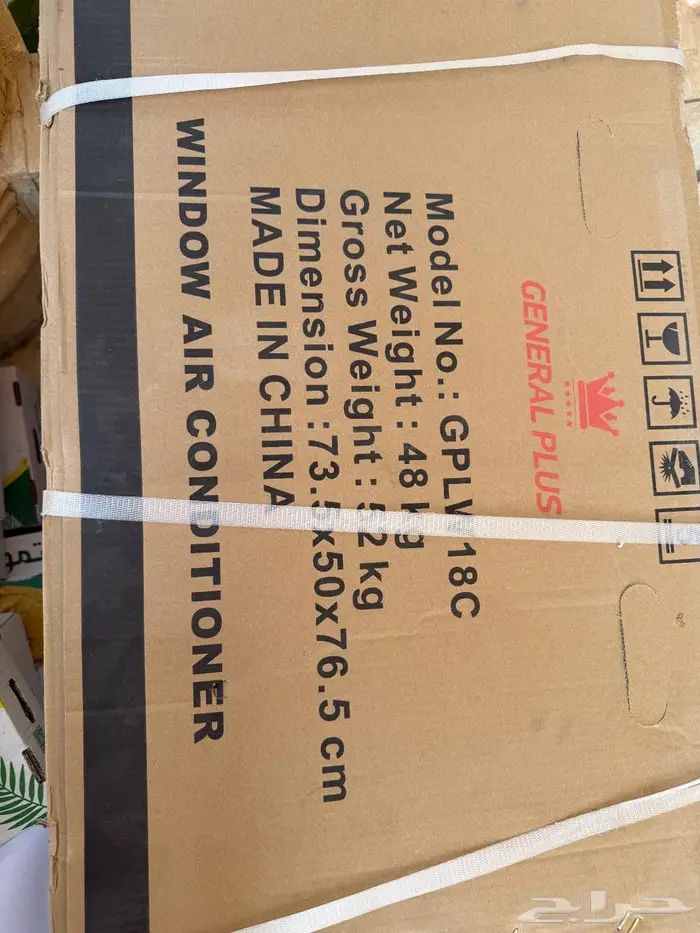 GENERAL PLUS
Model No.: GPLW18C
Net Weight : 48 kg
Gross Weight : 52 kg
Dimension :73.5x50x76.5 cm
MADE IN CHINA
WINDOW AIR CONDITIONER
حراج